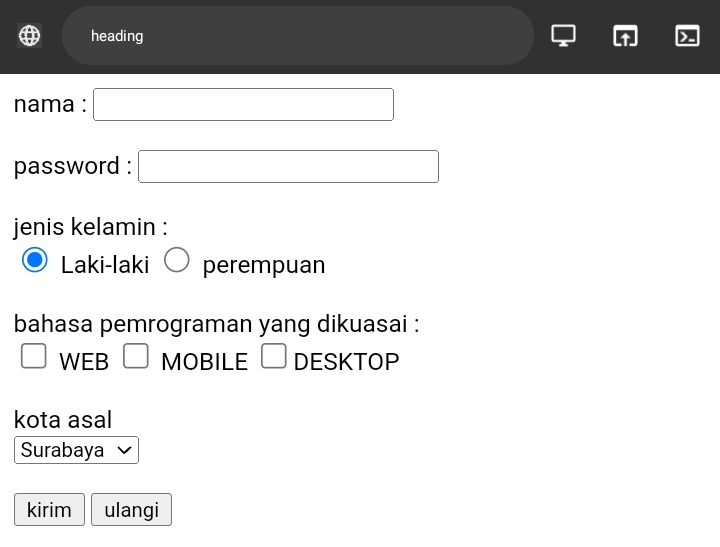 heading
nama :
password :
jenis kelamin :
Laki-laki perempuan
bahasa pemrograman yang dikuasai :
WEB MOBILE DESKTOP
kota asal
Surabaya
kirim ulangi